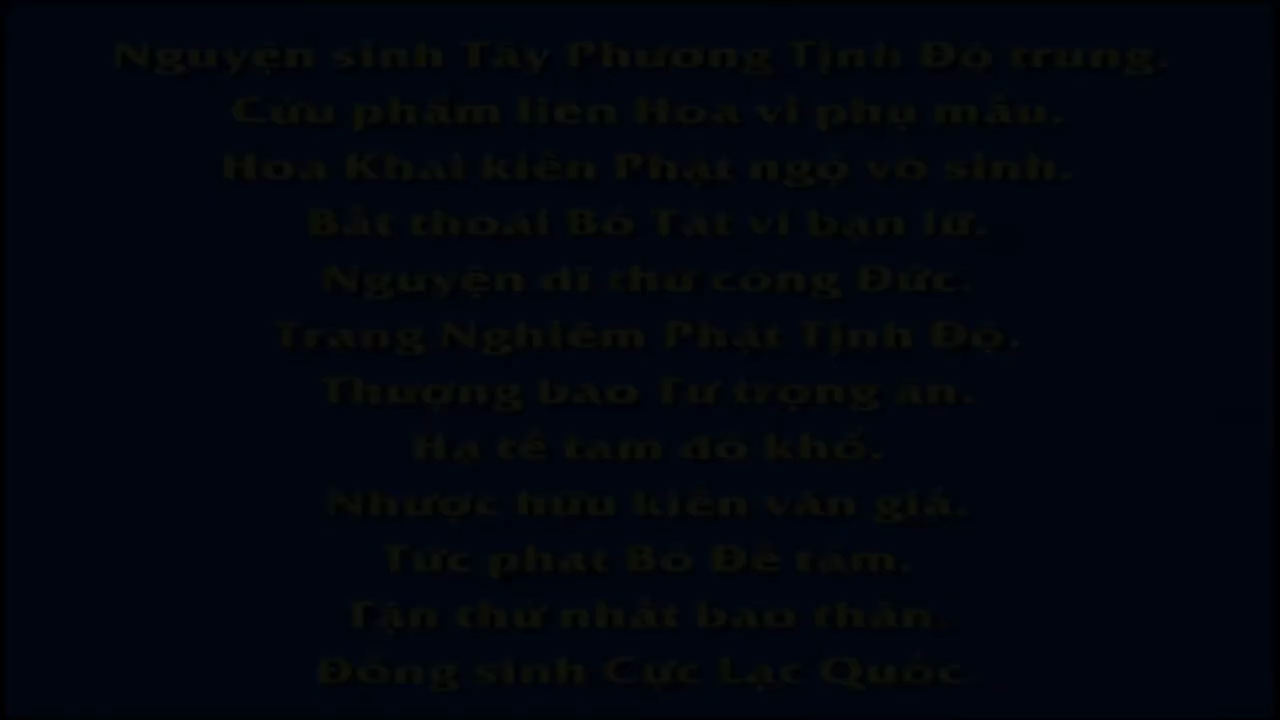 Nguyện sinh Tây Phương Tịnh Độ trung.
Cửu phẩm liên Hoa vi phụ mẫu.
Hoa Khai kiến Phật ngộ vô sinh.
Bất thoái Bồ Tát vi bạn lữ.
Nguyện dĩ thử công Đức.
Trang Nghiêm Phật Tịnh Độ.
Thượng báo Tứ trọng ân.
Hạ tế tam đồ khổ.
Nhược hữu kiến văn giả.
Tức phát Bồ Đề tâm.
Tận thử nhất báo thân.
Đồng sinh Cực Lạc Quốc.